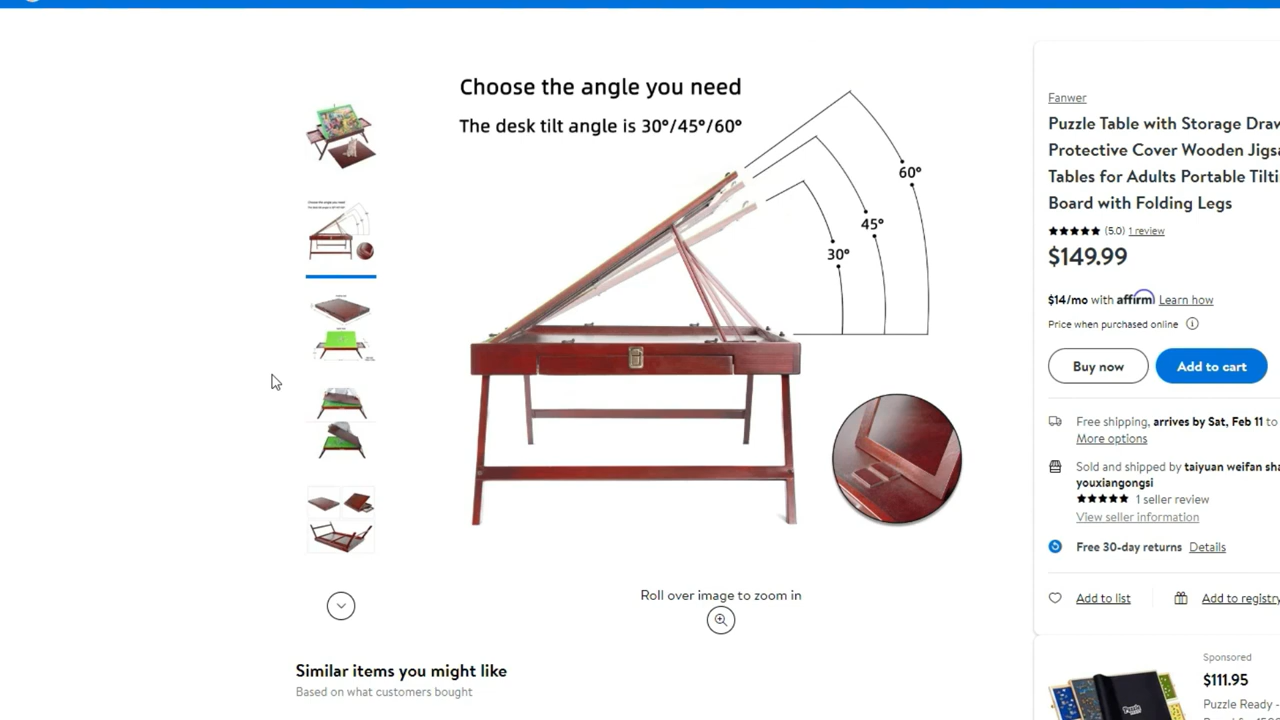 Choose the angle you need
The desk tilt angle is 30°/45°/60°
60°
45°
30°
Roll over image to zoom in
Similar items you might like
Based on what customers bought
Fanwer
Puzzle Table with Storage Draw
Protective Cover Wooden Jigsa
Tables for Adults Portable Tilti
Board with Folding Legs
(5.0) 1 review
$149.99
$14/mo with affirm Learn how
Price when purchased online
Buy now Add to cart
Free shipping, arrives by Sat, Feb 11 to
More options
Sold and shipped by taiyuan weifan sha
youxiangongsi
1 seller review
View seller information
Free 30-day returns Details
Add to list Add to registry
Sponsored
$111.95
Puzzle Ready -